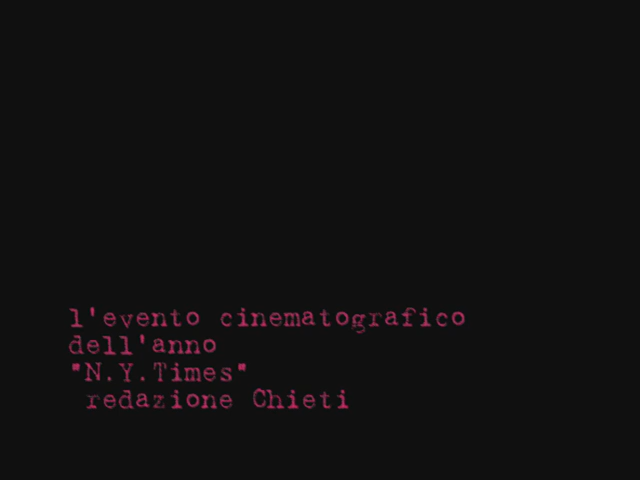 l'evento cinematografico
dell'anno
"N.Y.Times"
redazione Chieti